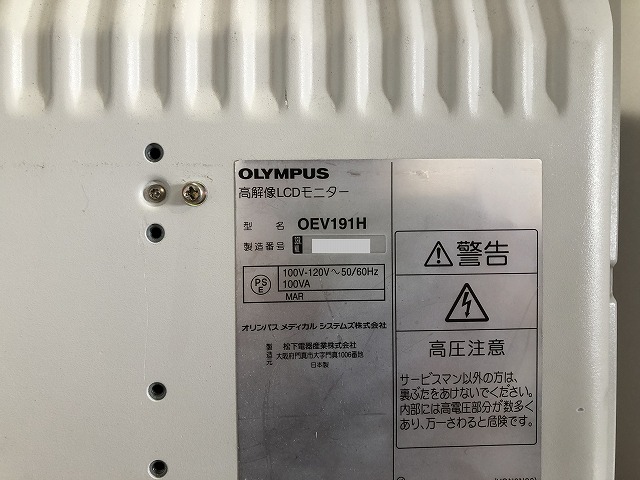 OLYMPUS
高解像LCDモニター
型 名 OEV191H
製造番号
PS
E
100V-120V～50/60Hz
100VA
MAR
オリンパス メディカル システムズ株式会社
製造元
松下電器産業株式会社
大阪府門真市大字門真1006番地
日本製
警告
高圧注意
サービスマン以外の方は、
裏ぶたをあけないでください。
内部には高電圧部分が数多く
あり、万一さわると危険です。